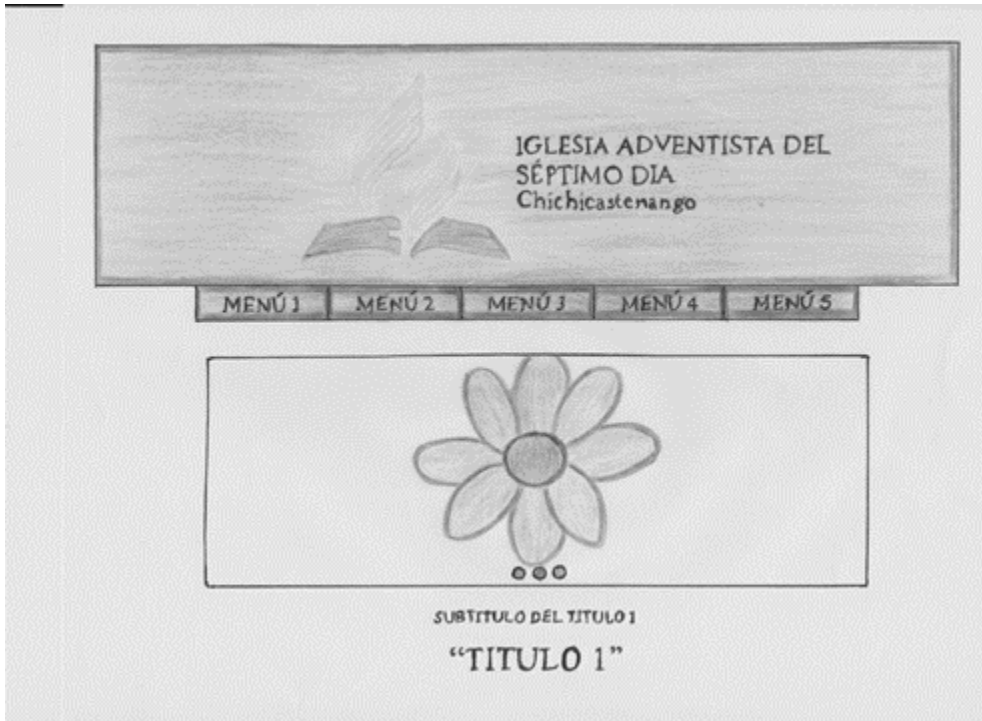 IGLESIA ADVENTISTA DEL
SÉPTIMO DIA
Chichicastenango
MENÚ 1 MENÚ 2 MENÚ 3 MENÚ 4 MENÚ 5
SUBTITULO DEL TITULO 1
“TITULO 1”